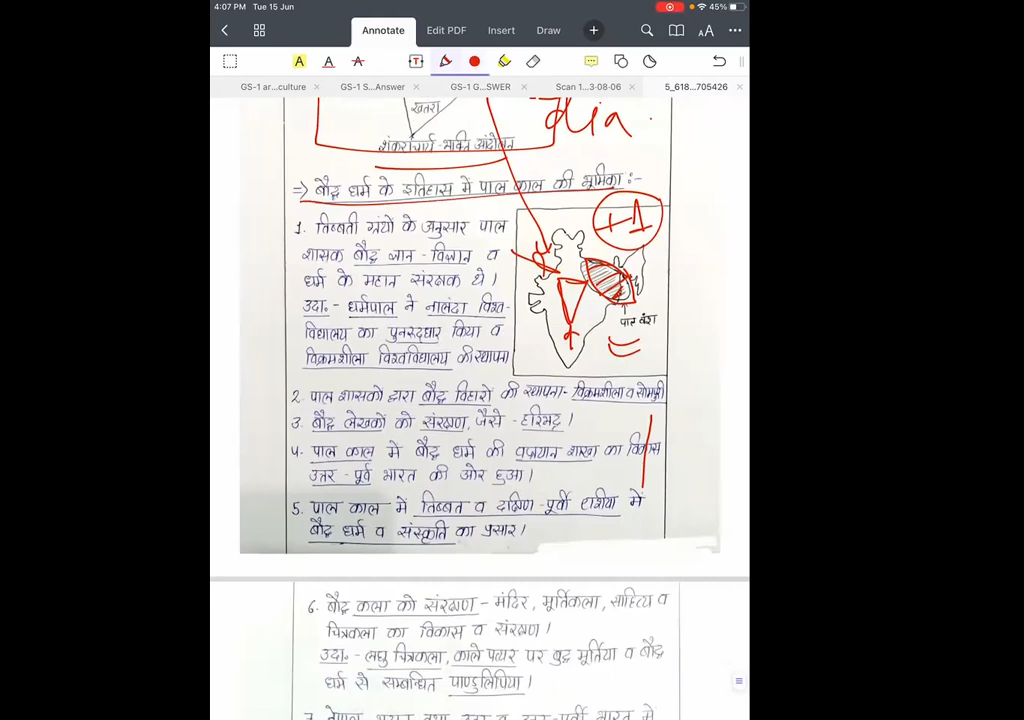 4:07 PM Tue 15 Jun
45%
Annotate Edit PDF Insert Draw
AA
A A A T
GS-1 ar...culture GS-1 S...Answer GS-1 G...SWER Scan 1...3-08-06 5_618...705426
खतरा
शंकराचार्य - भक्ति आंदोलन
=> बौद्ध धर्म के इतिहास में पाल काल की भूमिका :-
+1
1. तिब्बती ग्रंथों के अनुसार पाल
शासक बौद्ध ज्ञान - विज्ञान व
धर्म के महान संरक्षक थे।
उदा. - धर्मपाल ने नालंदा विश्व-
विद्यालय का पुनरुद्धार किया व
विक्रमशीला विश्वविद्यालय की स्थापना
पाल वंश
2. पाल शासकों द्वारा बौद्ध विहारों की स्थापना - विक्रमशीला व सोमपुरी
3. बौद्ध लेखकों को संरक्षण, जैसे - हरिभद्र।
4. पाल काल में बौद्ध धर्म की वज्रयान शाखा का विकास
उत्तर - पूर्व भारत की ओर हुआ।
5. पाल काल में तिब्बत व दक्षिण - पूर्वी एशिया में
बौद्ध धर्म व संस्कृति का प्रसार।
6. बौद्ध कला को संरक्षण - मंदिर, मूर्तिकला, साहित्य व
चित्रकला का विकास व संरक्षण।
उदा. - लघु चित्रकला, काले पत्थर पर बुद्ध मूर्तिया व बौद्ध
धर्म से सम्बन्धित पाण्डुलिपिया।